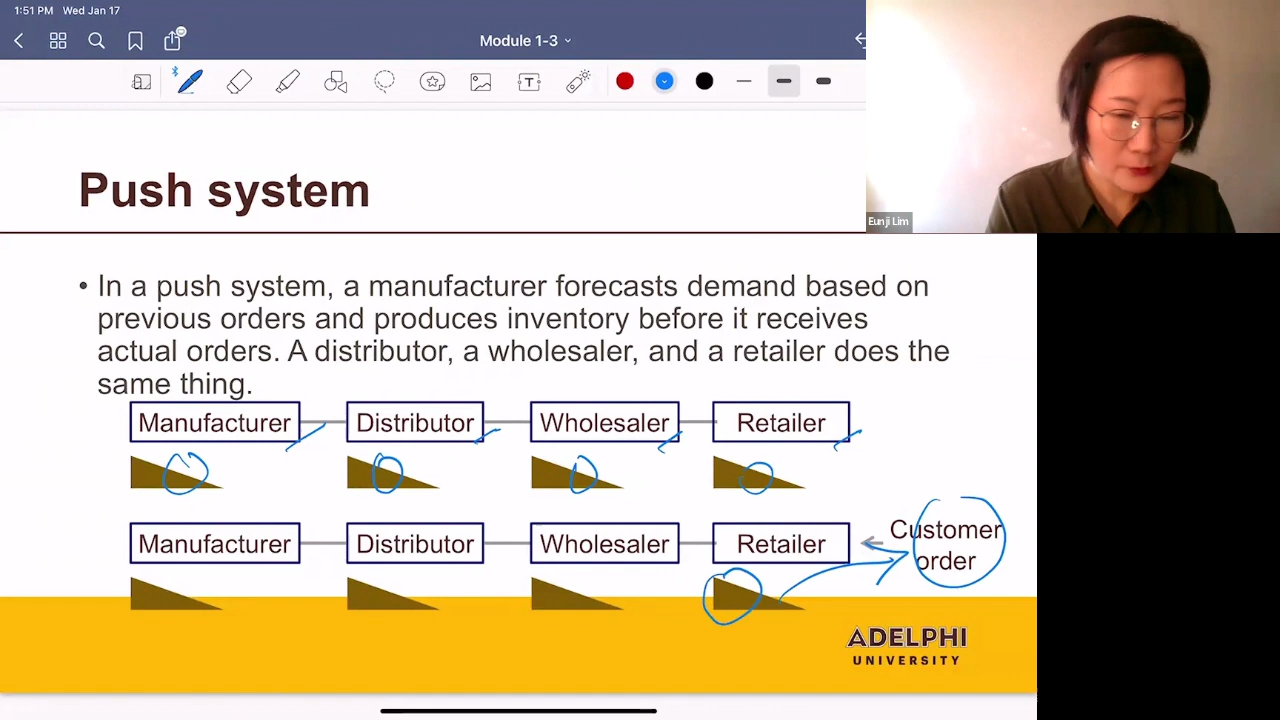 1:51 PM Wed Jan 17
Module 1-3
T
Eunji Lim
Push system
• In a push system, a manufacturer forecasts demand based on
previous orders and produces inventory before it receives
actual orders. A distributor, a wholesaler, and a retailer does the
same thing.
Manufacturer Distributor Wholesaler Retailer
Manufacturer Distributor Wholesaler Retailer
Customer
order
ADELPHI
UNIVERSITY